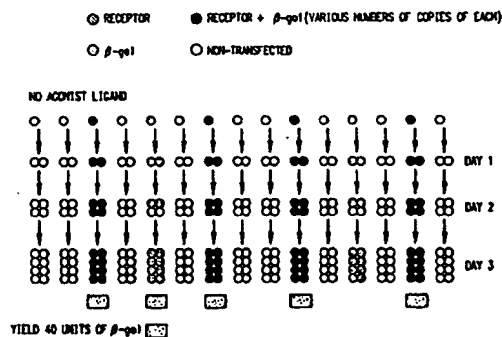 RECEPTOR
RECEPTOR + β-gal (VARIOUS NUMBERS OF COPIES OF EACH)
β-gal
NON-TRANSFECTED
NO AGONIST LIGAND
DAY 1
DAY 2
DAY 3
YIELD 40 UNITS OF β-gal